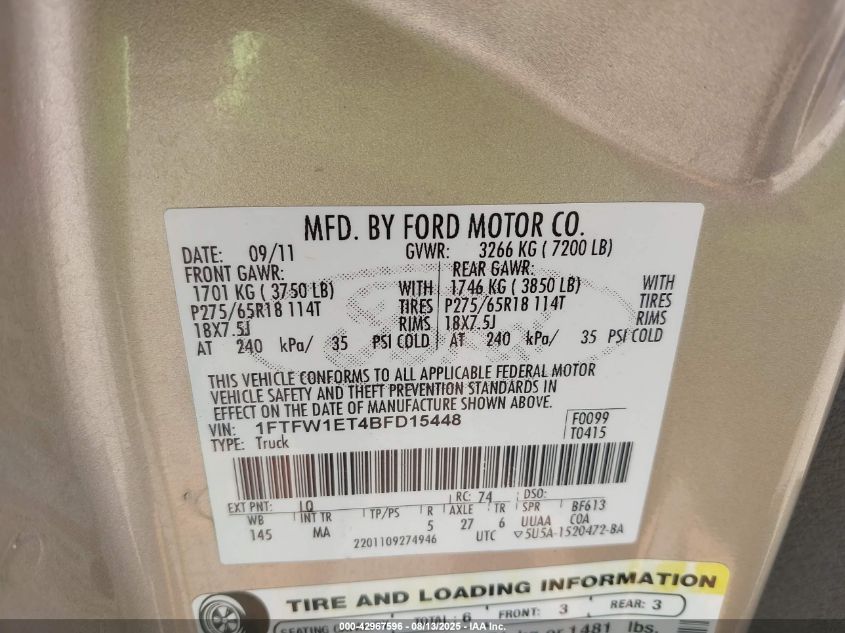 MFD. BY FORD MOTOR CO.
DATE: 09/11 GVWR: 3266 KG ( 7200 LB)
FRONT GAWR: REAR GAWR:
1701 KG ( 3750 LB) WITH 1746 KG ( 3850 LB) WITH
P275/65R18 114T TIRES P275/65R18 114T TIRES
18X7.5J RIMS 18X7.5J RIMS
AT 240 kPa/ 35 PSI COLD AT 240 kPa/ 35 PSI COLD
THIS VEHICLE CONFORMS TO ALL APPLICABLE FEDERAL MOTOR
VEHICLE SAFETY AND THEFT PREVENTION STANDARDS IN
EFFECT ON THE DATE OF MANUFACTURE SHOWN ABOVE.
VIN: 1FTFW1ET4BFD15448 F0099
TYPE: Truck T0415
EXT PNT: RC: 74 DSO:
WB INT TR TP/PS R AXLE TR SPR BF613
145 MA 5 27 6 UUAA COA
2201109274946 UTC ▽5U5A-1520472-BA
TIRE AND LOADING INFORMATION
TOTAL: 6 FRONT: 3 REAR: 3
1481 lbs.
000-42967596 - 08/13/2025 - IAA Inc.